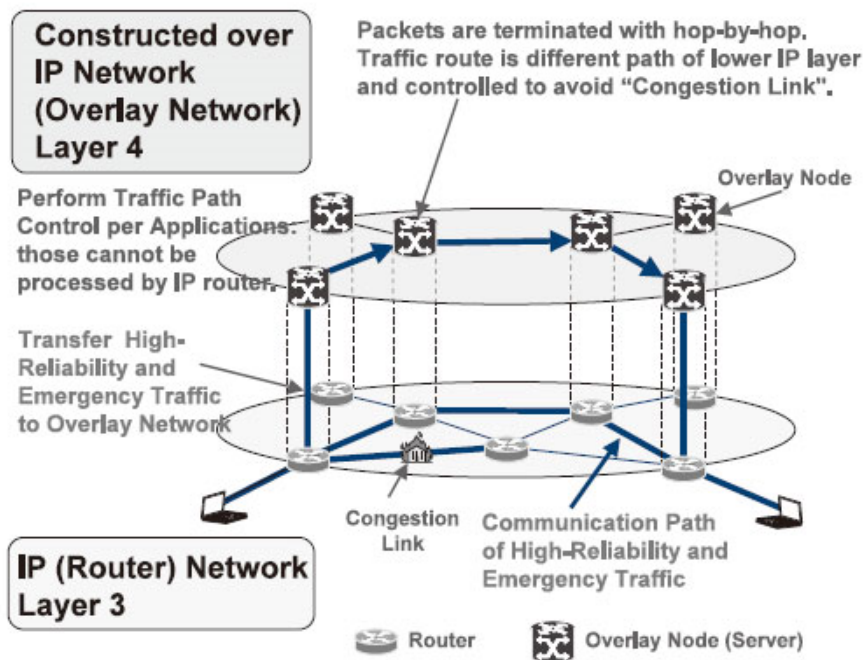 Constructed over
IP Network
(Overlay Network)
Layer 4
Packets are terminated with hop-by-hop.
Traffic route is different path of lower IP layer
and controlled to avoid “Congestion Link".
Overlay Node
Perform Traffic Path
Control per Applications:
those cannot be
processed by IP router.
Transfer High-
Reliability and
Emergency Traffic
to Overlay Network
Congestion
Link
Communication Path
of High-Reliability and
Emergency Traffic
IP (Router) Network
Layer 3
Router
Overlay Node (Server)